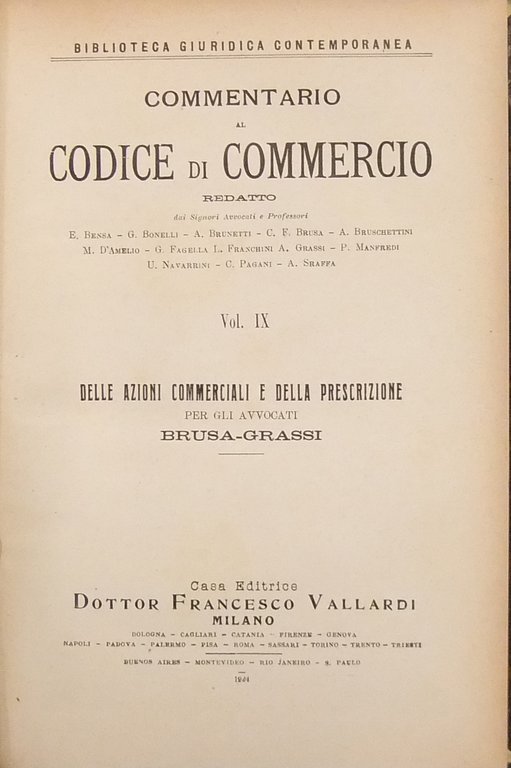 BIBLIOTECA GIURIDICA CONTEMPORANEA
COMMENTARIO
AL
CODICE DI COMMERCIO
REDATTO
dai Signori Avvocati e Professori
E. BENSA – G. BONELLI – A. BRUNETTI – C. F. BRUSA – A. BRUSCHETTINI
M. D'AMELIO – G. FAGELLA L. FRANCHINI A. GRASSI – P. MANFREDI
U. NAVARRINI – C. PAGANI – A. SRAFFA
Vol. IX
DELLE AZIONI COMMERCIALI E DELLA PRESCRIZIONE
PER GLI AVVOCATI
BRUSA-GRASSI
Casa Editrice
DOTTOR FRANCESCO VALLARDI
MILANO
BOLOGNA – CAGLIARI – CATANIA – FIRENZE – GENOVA
NAPOLI – PADOVA – PALERMO – PISA – ROMA – SASSARI – TORINO – TRENTO – TRIESTE
BUENOS AIRES – MONTEVIDEO – RIO JANEIRO – S. PAULO